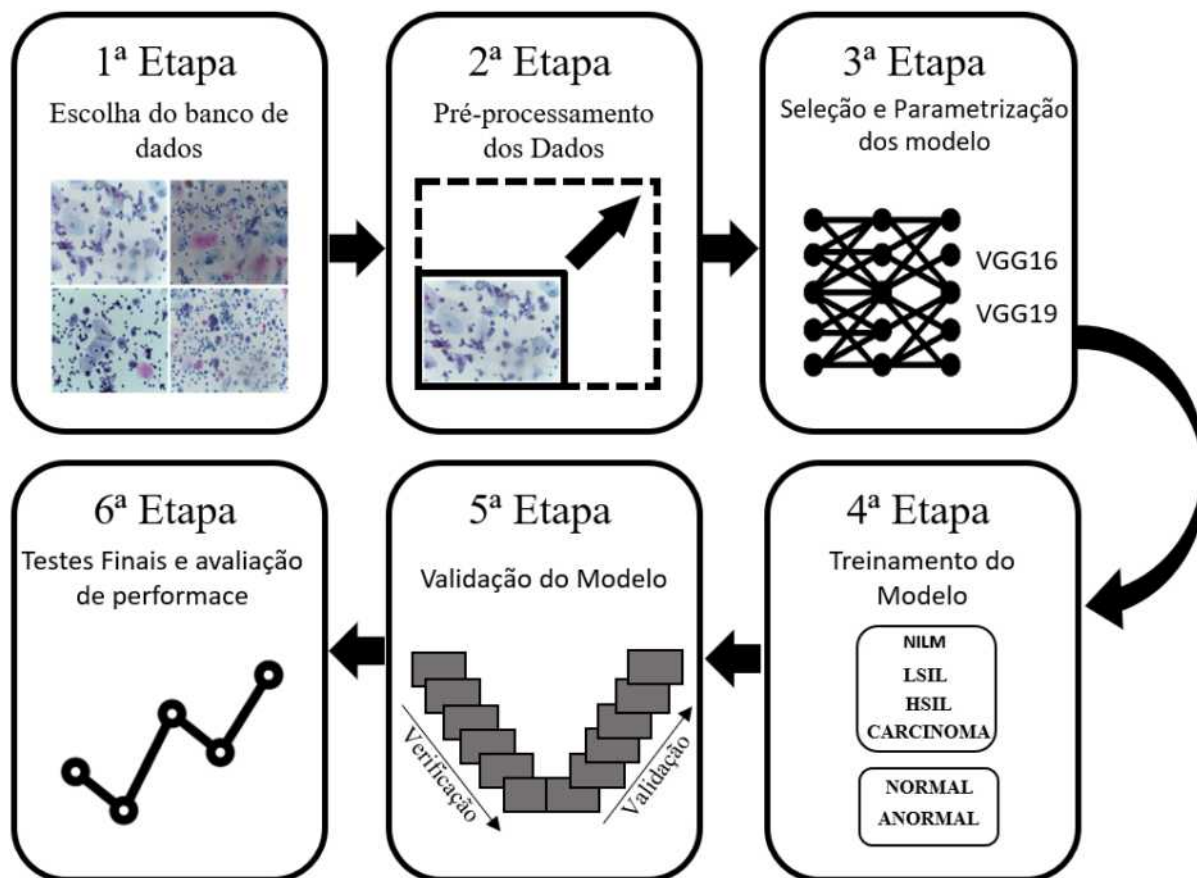 1ª Etapa
Escolha do banco de
dados
2ª Etapa
Pré-processamento
dos Dados
3ª Etapa
Seleção e Parametrização
dos modelo
VGG16
VGG19
4ª Etapa
Treinamento do
Modelo
NILM
LSIL
HSIL
CARCINOMA
NORMAL
ANORMAL
5ª Etapa
Validação do Modelo
Verificação
Validação
6ª Etapa
Testes Finais e avaliação
de performace